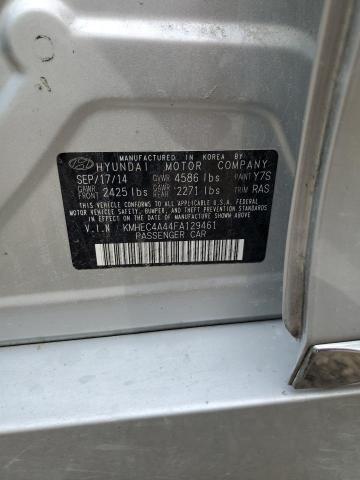 MANUFACTURED IN KOREA BY
HYUNDAI MOTOR COMPANY
SEP/17/14 GVWR 4586 lbs PAINT Y7S
GAWR FRONT 2425 lbs GAWR REAR 2271 lbs TRIM RAS
THIS VEHICLE CONFORMS TO ALL APPLICABLE U.S.A FEDERAL
MOTOR VEHICLE SAFETY, BUMPER, AND THEFT PREVENTION STANDARDS
IN EFFECT ON THE DATE OF MANUFACTURE SHOWN ABOVE.
V.I.N KMHEC4A44FA129461
PASSENGER CAR